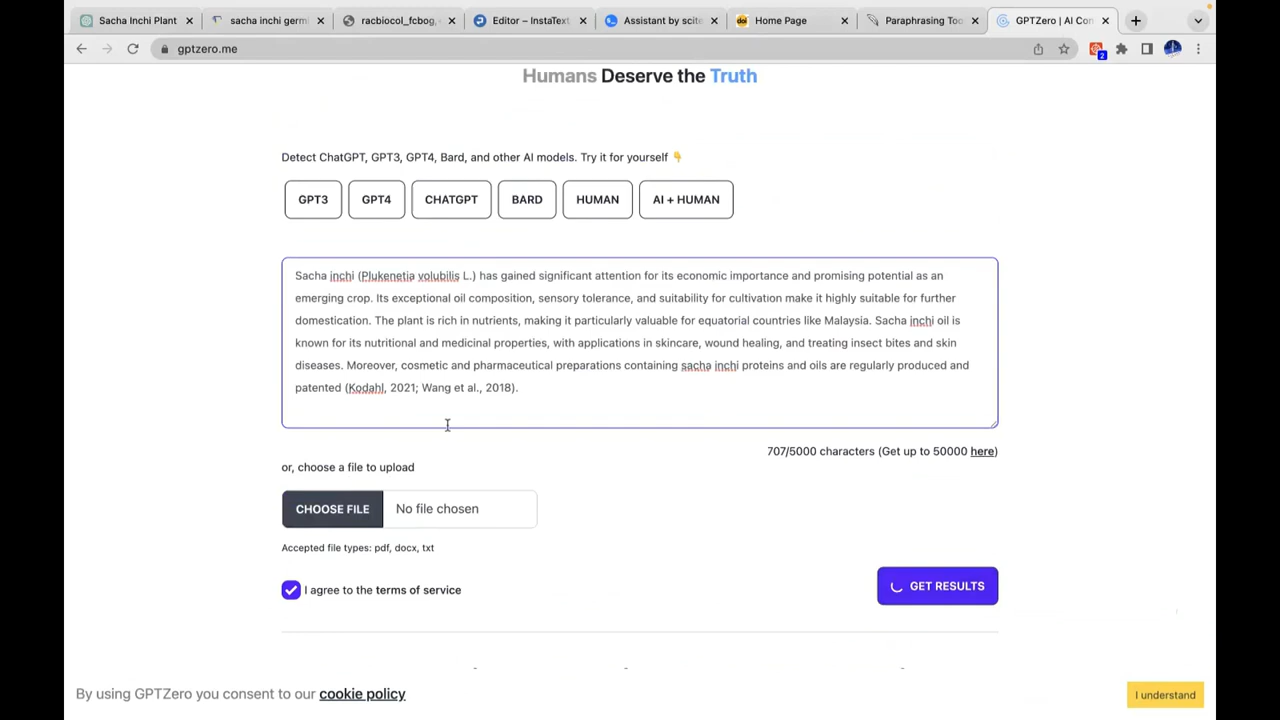 Sacha Inchi Plant
sacha inchi germi
racbiocol_fcbog,
Editor – InstaText
Assistant by scite
doi Home Page
Paraphrasing Too
GPTZero | AI Con
gptzero.me
2
Humans Deserve the Truth
Detect ChatGPT, GPT3, GPT4, Bard, and other AI models. Try it for yourself 👇
GPT3 GPT4 CHATGPT BARD HUMAN AI + HUMAN
Sacha inchi (Plukenetia volubilis L.) has gained significant attention for its economic importance and promising potential as an
emerging crop. Its exceptional oil composition, sensory tolerance, and suitability for cultivation make it highly suitable for further
domestication. The plant is rich in nutrients, making it particularly valuable for equatorial countries like Malaysia. Sacha inchi oil is
known for its nutritional and medicinal properties, with applications in skincare, wound healing, and treating insect bites and skin
diseases. Moreover, cosmetic and pharmaceutical preparations containing sacha inchi proteins and oils are regularly produced and
patented (Kodahl, 2021; Wang et al., 2018).
707/5000 characters (Get up to 50000 here)
or, choose a file to upload
CHOOSE FILE No file chosen
Accepted file types: pdf, docx, txt
I agree to the terms of service
GET RESULTS
By using GPTZero you consent to our cookie policy
I understand